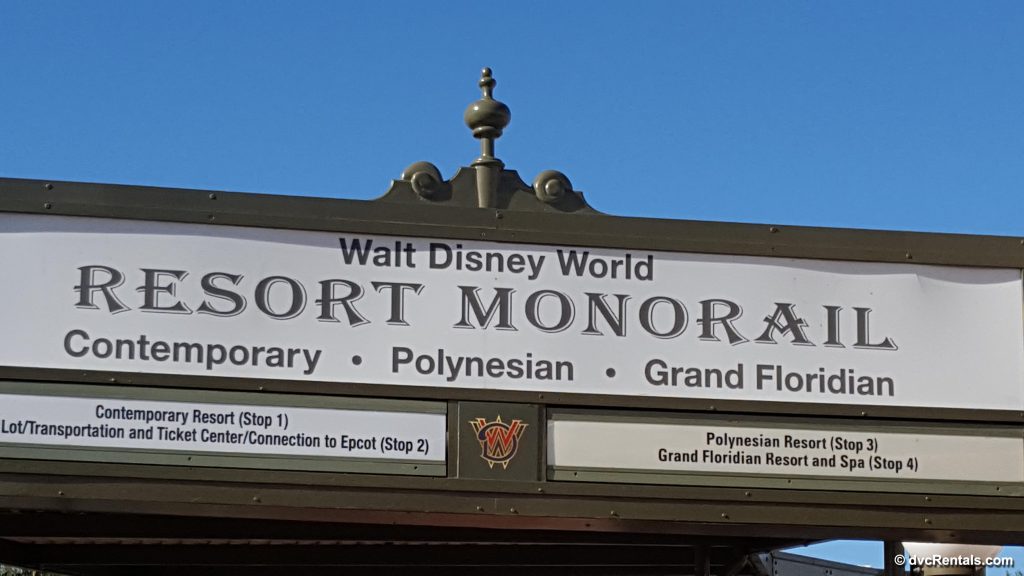 Walt Disney World
RESORT MONORAIL
Contemporary • Polynesian • Grand Floridian
Contemporary Resort (Stop 1)
Lot/Transportation and Ticket Center/Connection to Epcot (Stop 2)
Polynesian Resort (Stop 3)
Grand Floridian Resort and Spa (Stop 4)
© dvcRentals.com